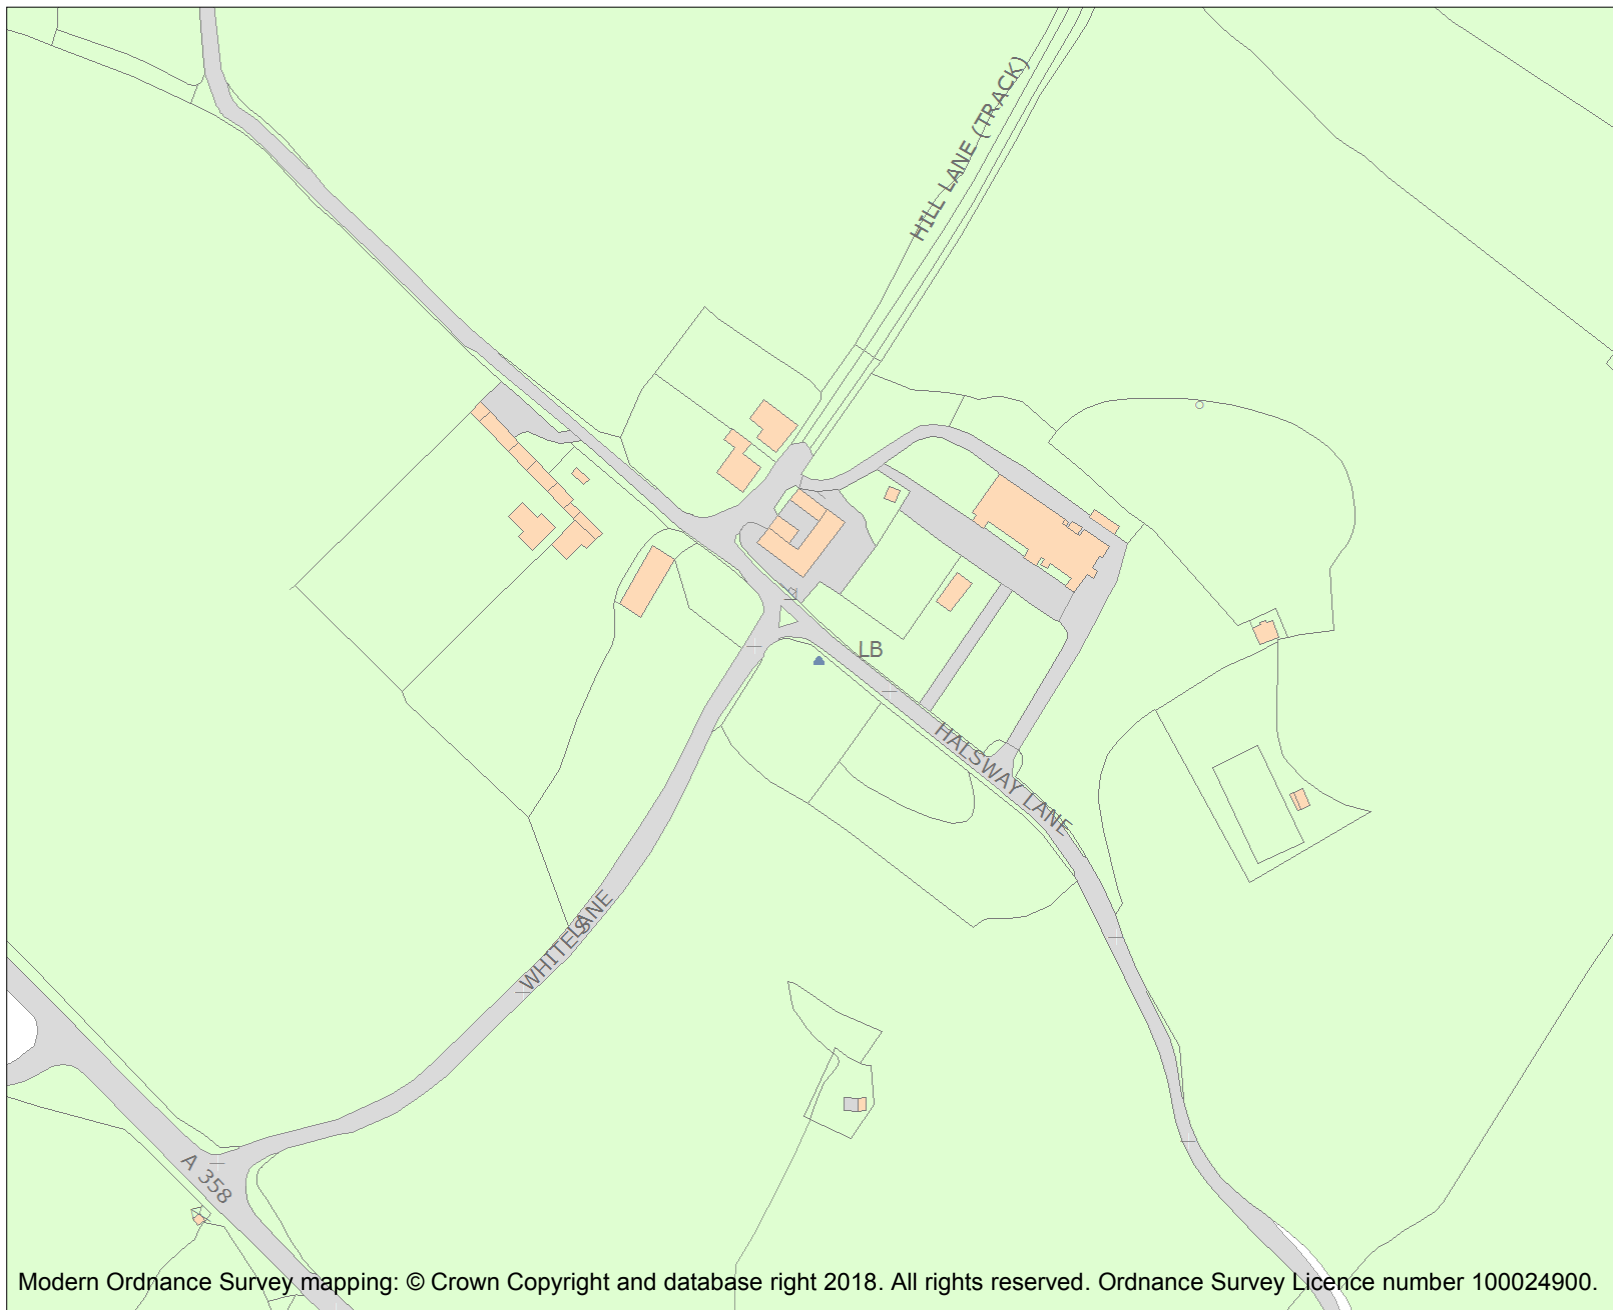 HILL LANE (TRACK)
LB
HALSWAY LANE
WHITES LANE
A 358
Modern Ordnance Survey mapping: © Crown Copyright and database right 2018. All rights reserved. Ordnance Survey Licence number 100024900.